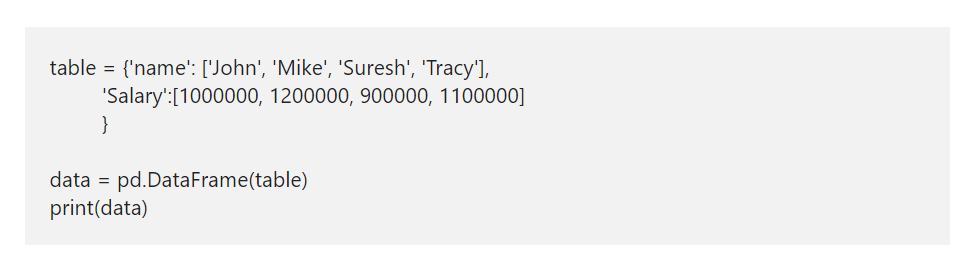 table = {'name': ['John', 'Mike', 'Suresh', 'Tracy'],
'Salary':[1000000, 1200000, 900000, 1100000]
}
data = pd.DataFrame(table)
print(data)